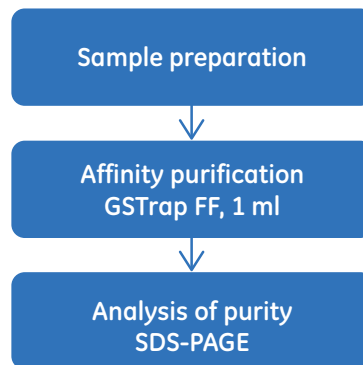 Sample preparation
Affinity purification
GSTrap FF, 1 ml
Analysis of purity
SDS-PAGE